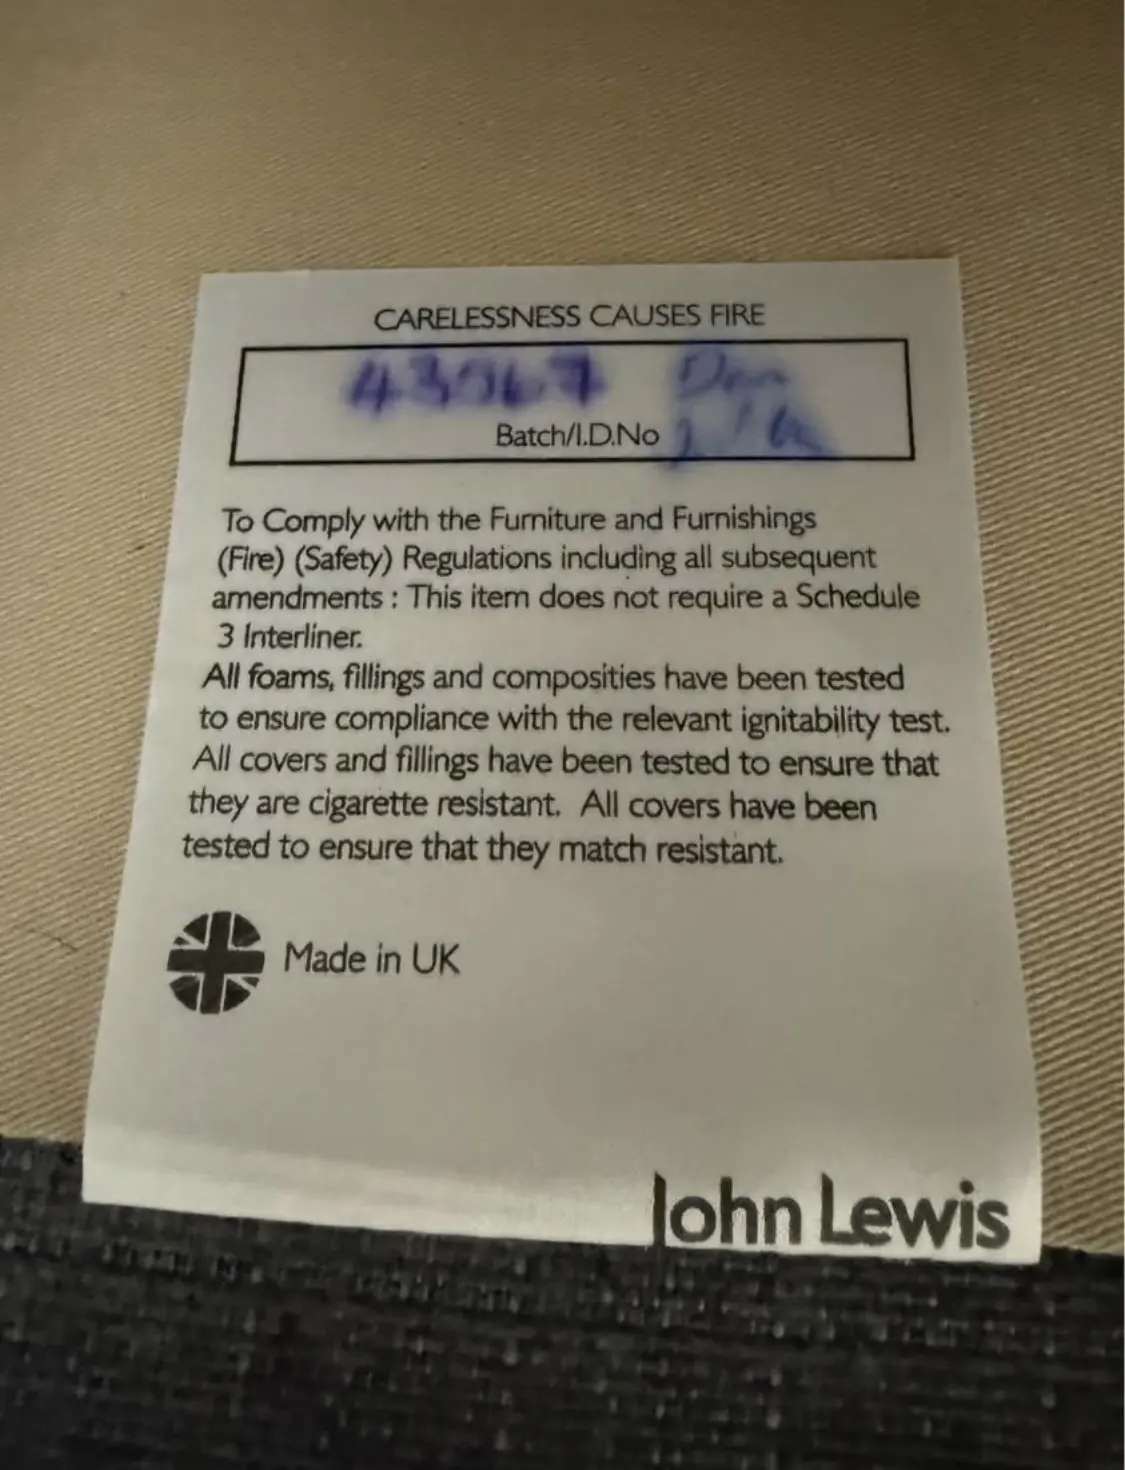 CARELESSNESS CAUSES FIRE
Batch/I.D.No
To Comply with the Furniture and Furnishings
(Fire) (Safety) Regulations including all subsequent
amendments : This item does not require a Schedule
3 Interliner.
All foams, fillings and composities have been tested
to ensure compliance with the relevant ignitability test.
All covers and fillings have been tested to ensure that
they are cigarette resistant. All covers have been
tested to ensure that they match resistant.
Made in UK
John Lewis